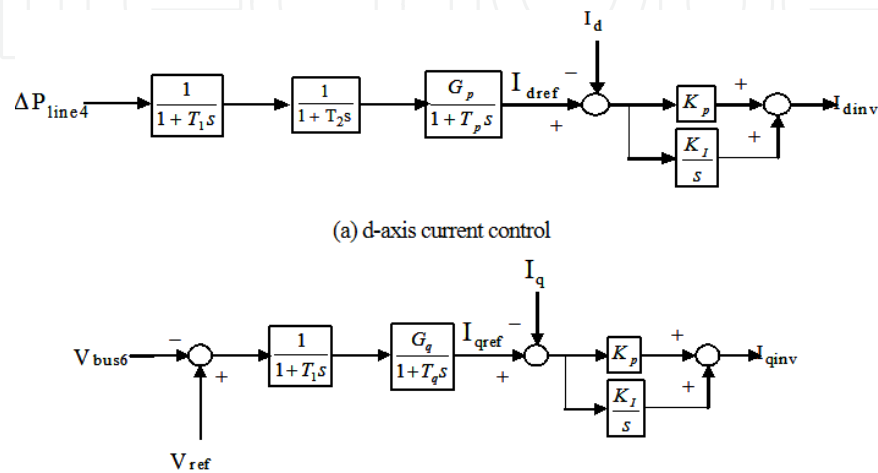 I_d
ΔP_line4
1 / 1 + T_1 s
1 / 1 + T_2 s
G_p / 1 + T_p s
I_dref
−
+
K_p
K_I / s
+
+
I_dinv
(a) d-axis current control
I_q
V_bus6
−
+
V_ref
1 / 1 + T_1 s
G_q / 1 + T_q s
I_qref
−
+
K_p
K_I / s
+
+
I_qinv